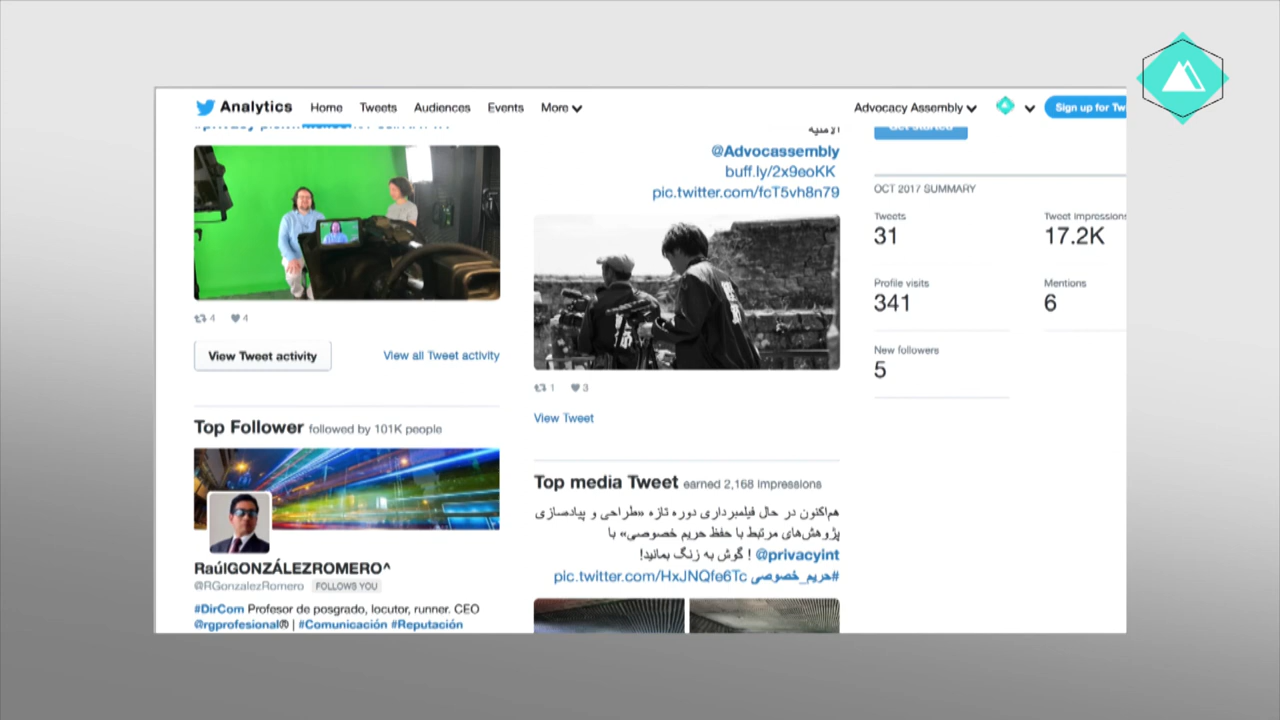 Analytics Home Tweets Audiences Events More
Advocacy Assembly
Sign up for Tw
@Advocassembly
buff.ly/2x9eoKK
pic.twitter.com/fcT5vh8n79
4 4
View Tweet activity View all Tweet activity
Top Follower followed by 101K people
RaúlGONZÁLEZROMERO^
@RGonzalezRomero FOLLOWS YOU
#DirCom Profesor de posgrado, locutor, runner. CEO
@rgprofesional® | #Comunicación #Reputación
1 3
View Tweet
Top media Tweet earned 2,168 impressions
هم‌اکنون در حال فیلمبرداری دوره تازه «طراحی و پیاده‌سازی
پژوهش‌های مرتبط با حفظ حریم خصوصی» با
@privacyint ! گوش به زنگ بمانید!
#حریم_خصوصی pic.twitter.com/HxJNQfe6Tc
Get started
OCT 2017 SUMMARY
Tweets
31
Tweet impressions
17.2K
Profile visits
341
Mentions
6
New followers
5